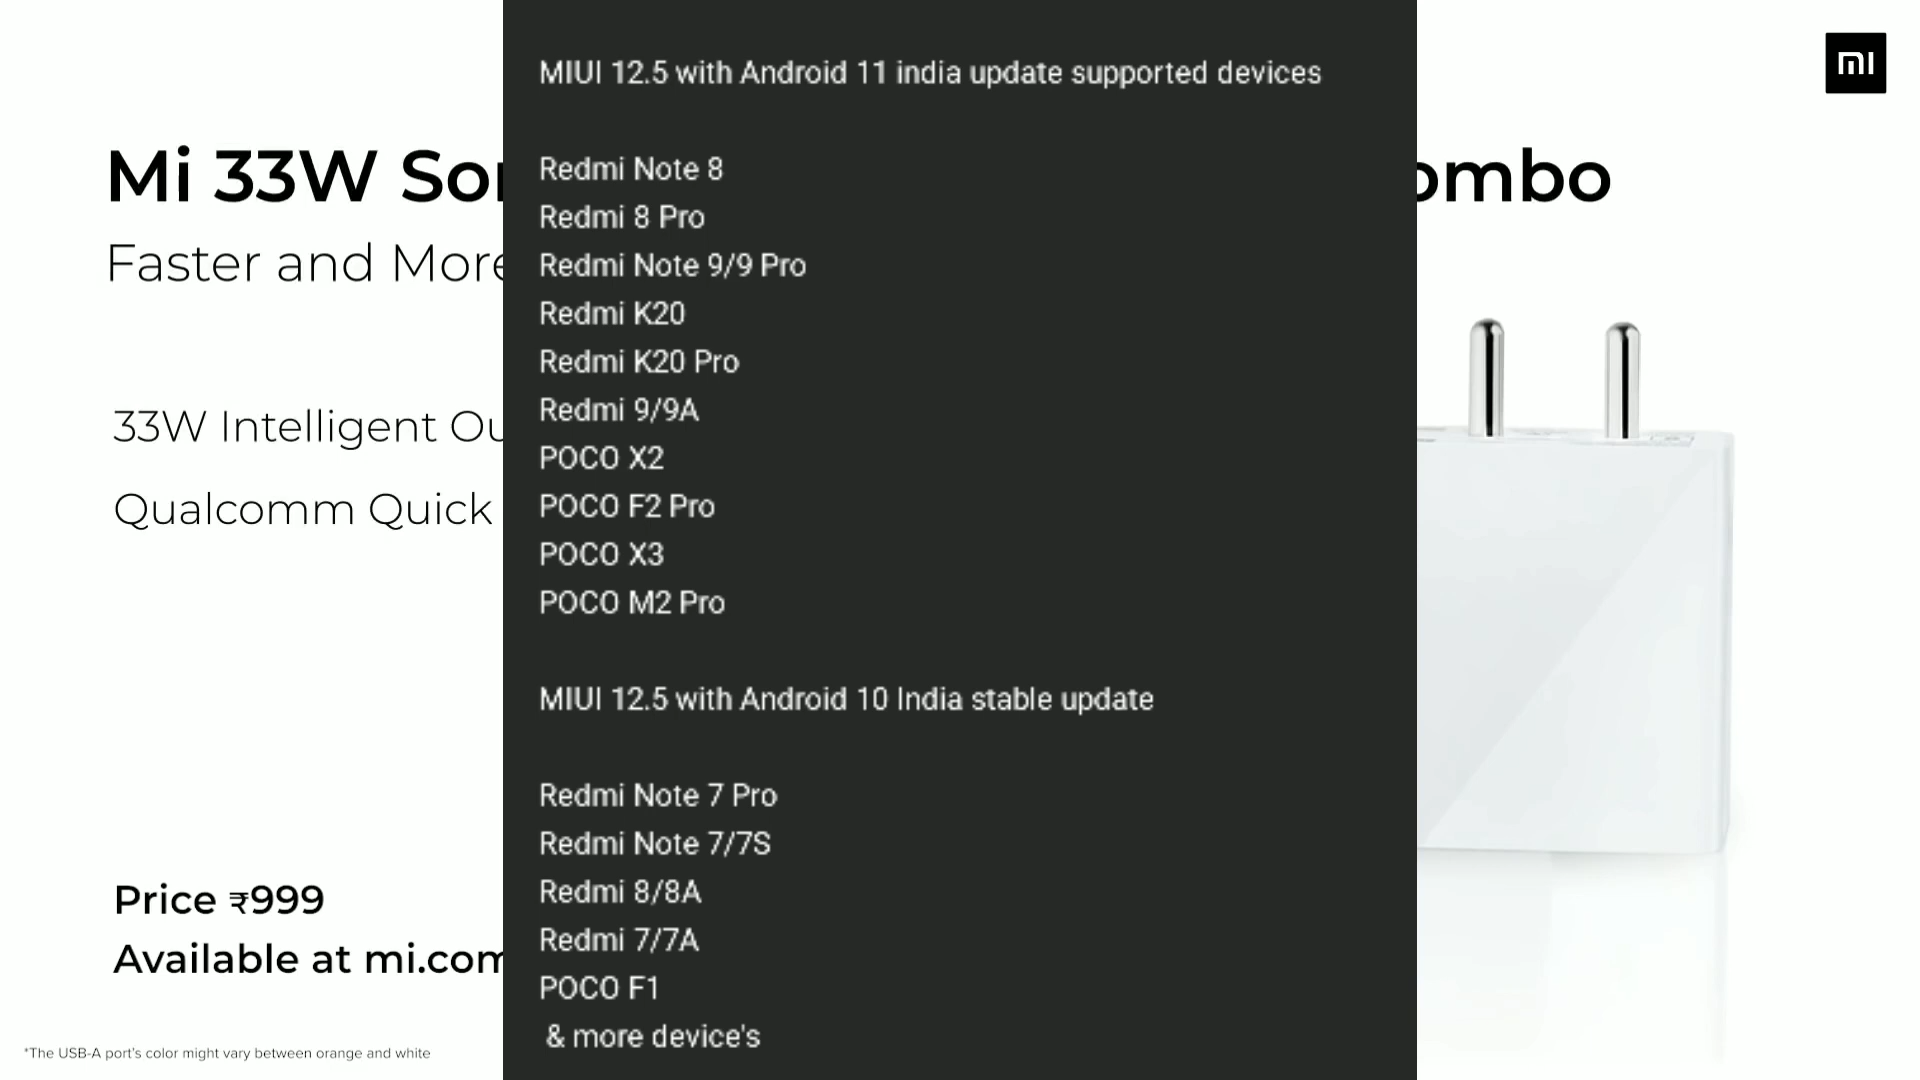 mi
Mi 33W
ombo
Faster and More
33W Intelligent
Qualcomm Quick
Price ₹999
Available at mi.com
*The USB-A port's color might vary between orange and white
MIUI 12.5 with Android 11 india update supported devices
Redmi Note 8
Redmi 8 Pro
Redmi Note 9/9 Pro
Redmi K20
Redmi K20 Pro
Redmi 9/9A
POCO X2
POCO F2 Pro
POCO X3
POCO M2 Pro
MIUI 12.5 with Android 10 India stable update
Redmi Note 7 Pro
Redmi Note 7/7S
Redmi 8/8A
Redmi 7/7A
POCO F1
& more device's